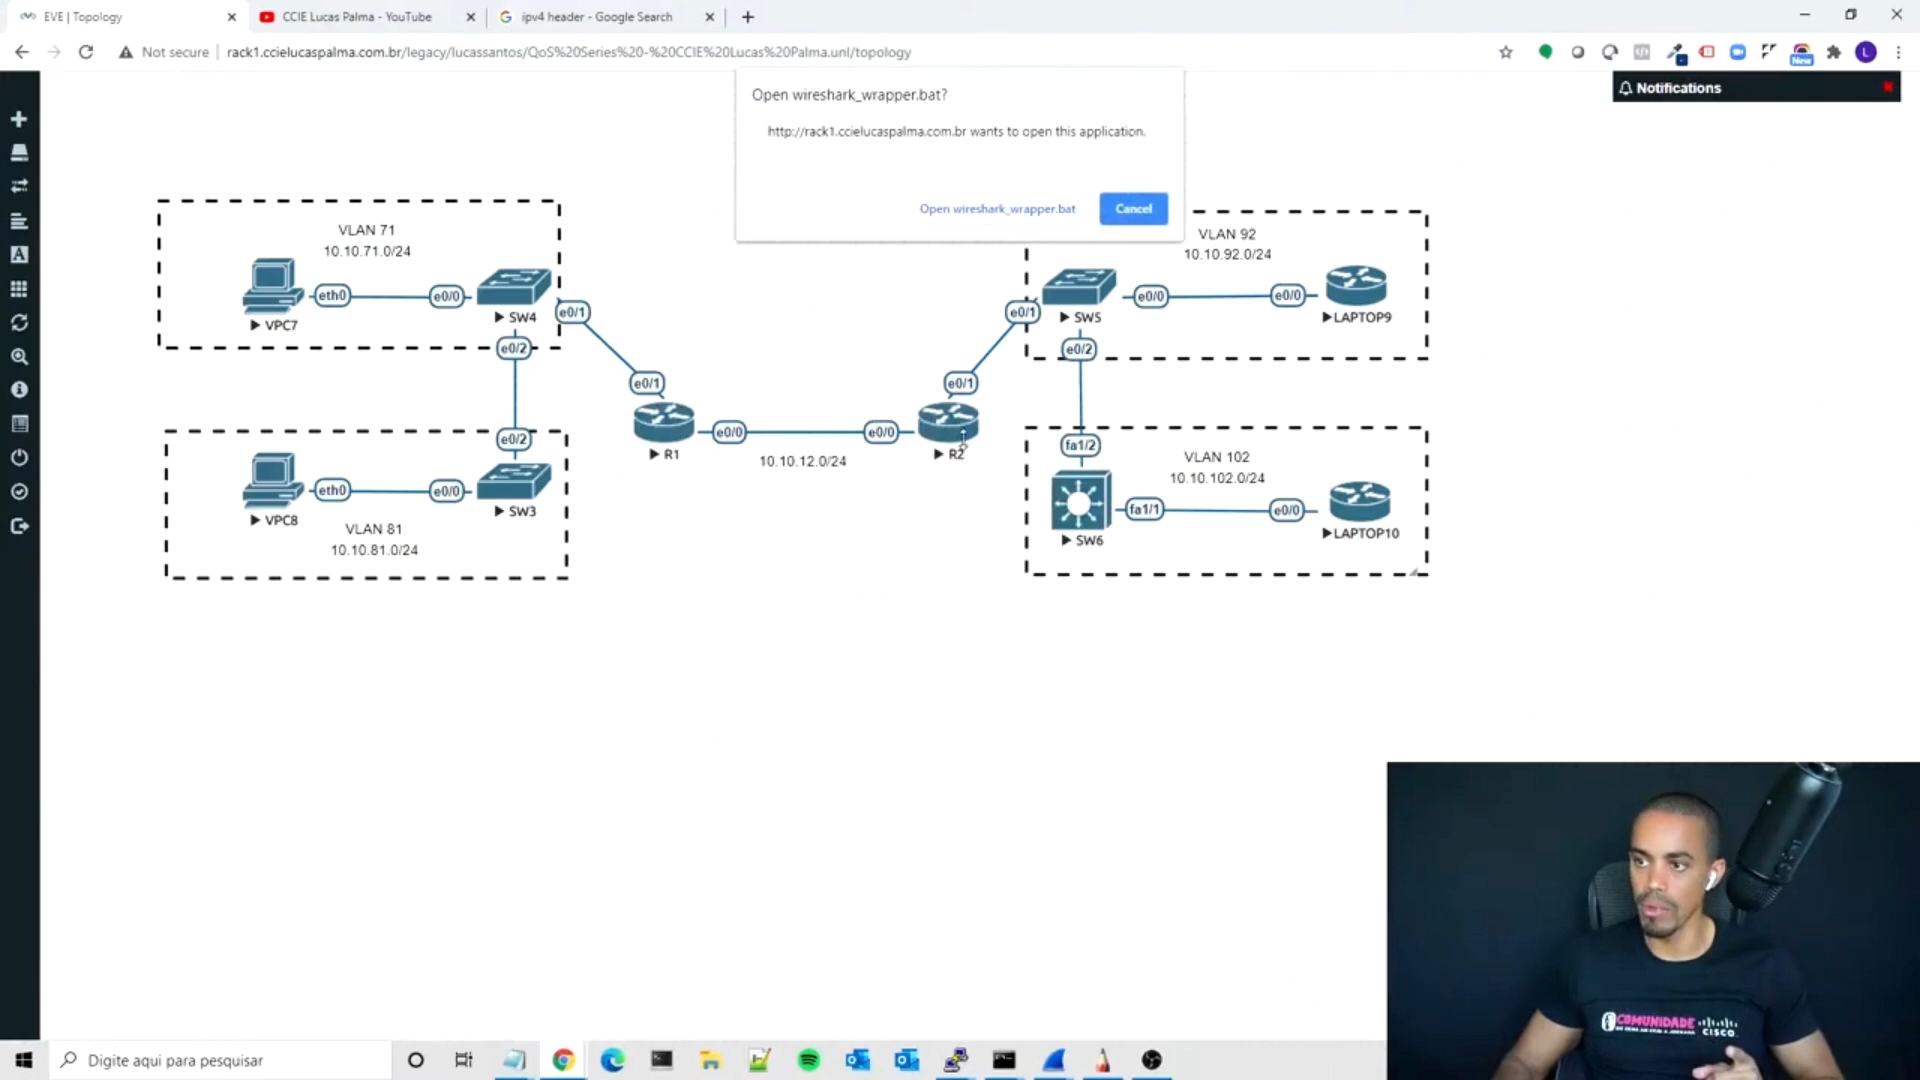 EVE | Topology
CCIE Lucas Palma - YouTube
ipv4 header - Google Search
Not secure
rack1.ccielucaspalma.com.br/legacy/lucassantos/QoS%20Series%20-%20CCIE%20Lucas%20Palma.unl/topology
New
L
Open wireshark_wrapper.bat?
http://rack1.ccielucaspalma.com.br wants to open this application.
Open wireshark_wrapper.bat
Cancel
Notifications
VLAN 71
10.10.71.0/24
eth0
e0/0
VPC7
SW4
e0/1
e0/2
e0/2
eth0
e0/0
VPC8
SW3
VLAN 81
10.10.81.0/24
e0/1
e0/0
R1
10.10.12.0/24
e0/0
e0/1
R2
VLAN 92
10.10.92.0/24
e0/1
e0/0
e0/0
SW5
LAPTOP9
e0/2
fa1/2
VLAN 102
10.10.102.0/24
fa1/1
e0/0
SW6
LAPTOP10
COMUNIDADE
CISCO
Digite aqui para pesquisar